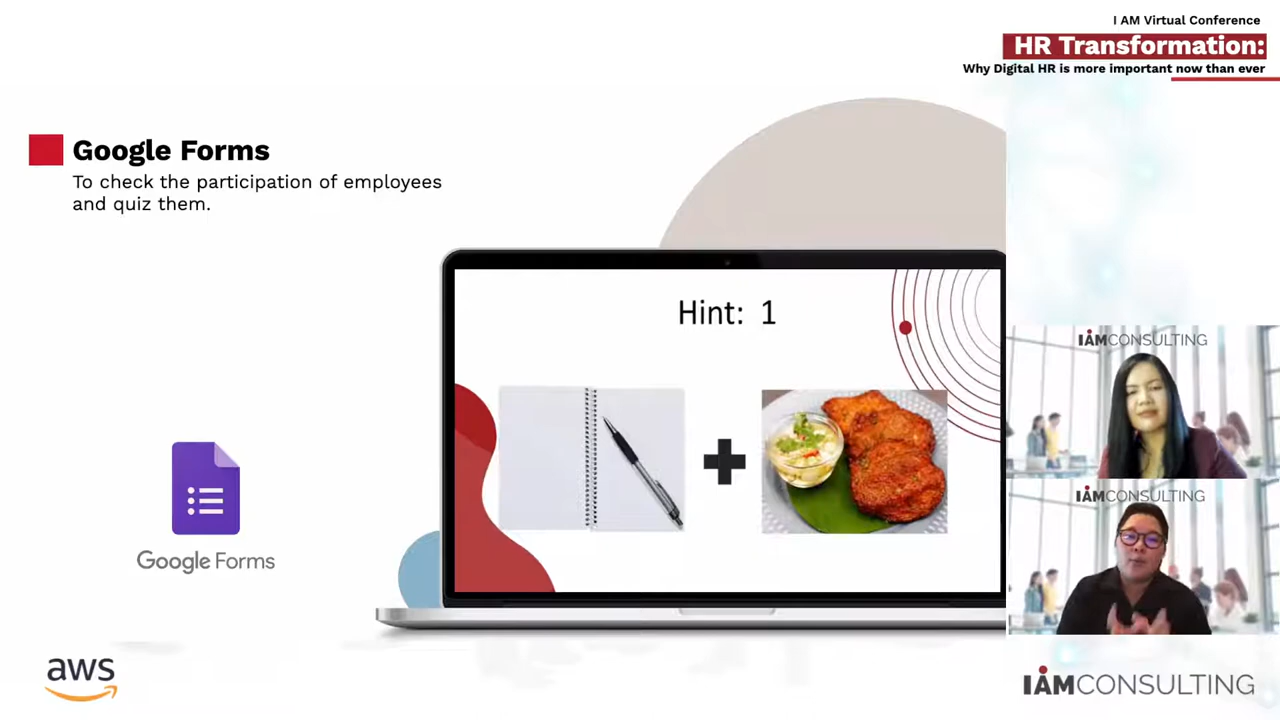 I AM Virtual Conference
HR Transformation:
Why Digital HR is more important now than ever
Google Forms
To check the participation of employees
and quiz them.
Hint: 1
Google Forms
IAMCONSULTING
IAMCONSULTING
aws
IAMCONSULTING